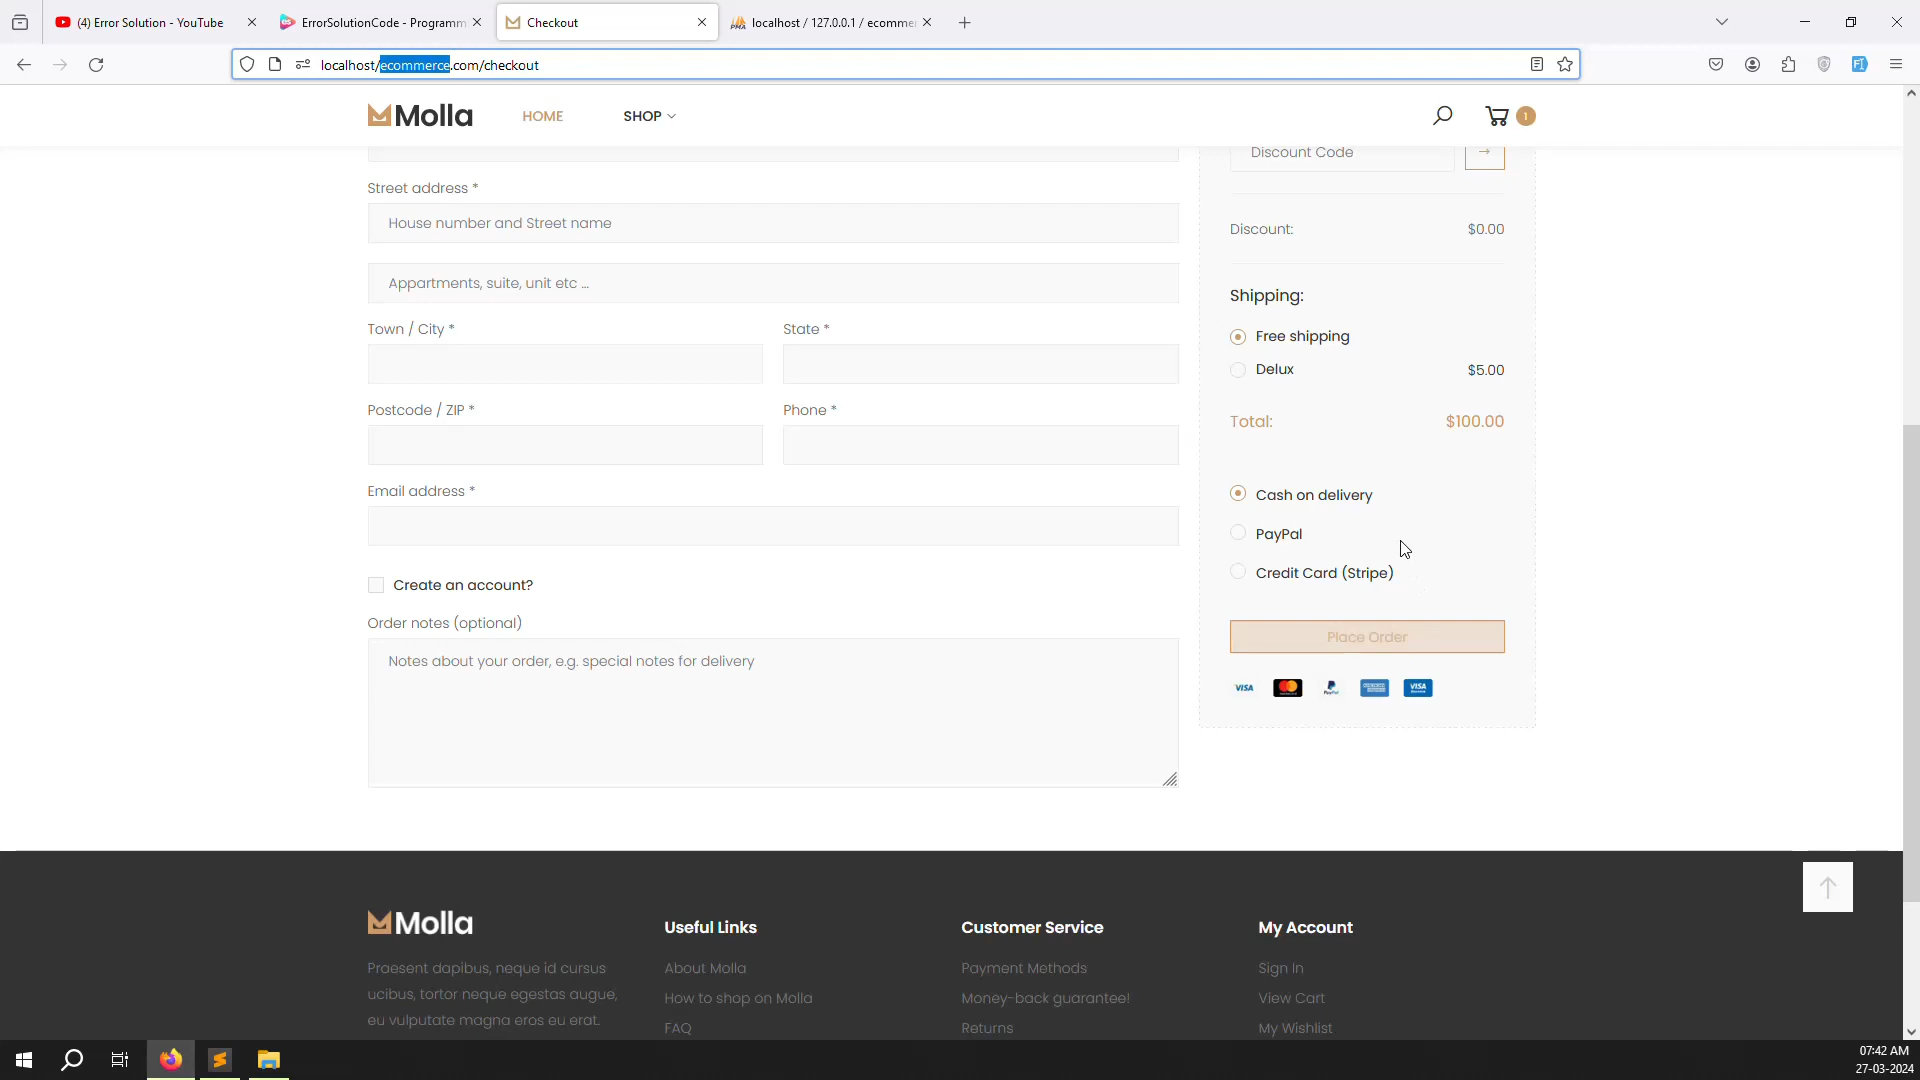 (4) Error Solution - YouTube
ErrorSolutionCode - Programm
Checkout
localhost / 127.0.0.1 / ecomme
localhost/ecommerce.com/checkout
Molla
HOME
SHOP
1
Discount Code
Street address *
House number and Street name
Discount:
$0.00
Appartments, suite, unit etc ...
Shipping:
Town / City *
State *
Free shipping
Delux
$5.00
Postcode / ZIP *
Phone *
Total:
$100.00
Email address *
Cash on delivery
PayPal
Credit Card (Stripe)
Create an account?
Order notes (optional)
Notes about your order, e.g. special notes for delivery
Place Order
VISA
PayPal
VISA
Molla
Useful Links
Customer Service
My Account
Praesent dapibus, neque id cursus
ucibus, tortor neque egestas augue,
eu vulputate magna eros eu erat.
About Molla
How to shop on Molla
FAQ
Payment Methods
Money-back guarantee!
Returns
Sign In
View Cart
My Wishlist
07:42 AM
27-03-2024